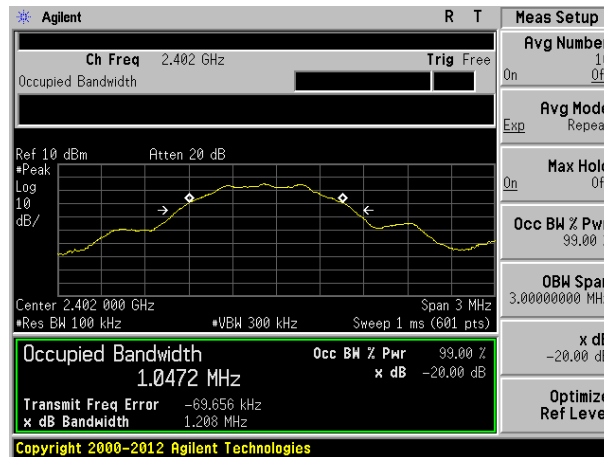 Agilent R T Meas Setup
Ch Freq 2.402 GHz Trig Free
Occupied Bandwidth
Avg Number
10
On Off
Avg Mode
Exp Repeat
Max Hold
On Off
Occ BW % Pwr
99.00 %
OBW Span
3.00000000 MHz
x dB
-20.00 dB
Optimize
Ref Level
Ref 10 dBm Atten 20 dB
#Peak
Log
10
dB/
Center 2.402 000 GHz Span 3 MHz
#Res BW 100 kHz #VBW 300 kHz Sweep 1 ms (601 pts)
Occupied Bandwidth Occ BW % Pwr 99.00 %
1.0472 MHz x dB -20.00 dB
Transmit Freq Error -69.656 kHz
x dB Bandwidth 1.208 MHz
Copyright 2000-2012 Agilent Technologies